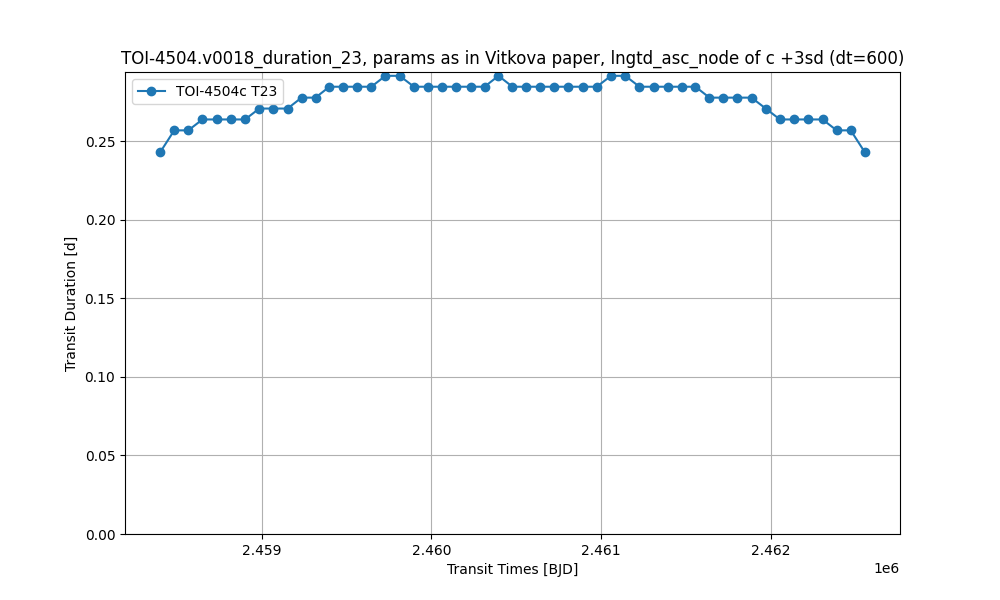 TOI-4504.v0018_duration_23, params as in Vitkova paper, lngtd_asc_node of c +3sd (dt=600)
TOI-4504c T23
Transit Duration [d]
0.25
0.20
0.15
0.10
0.05
0.00
2.459 2.460 2.461 2.462
1e6
Transit Times [BJD]